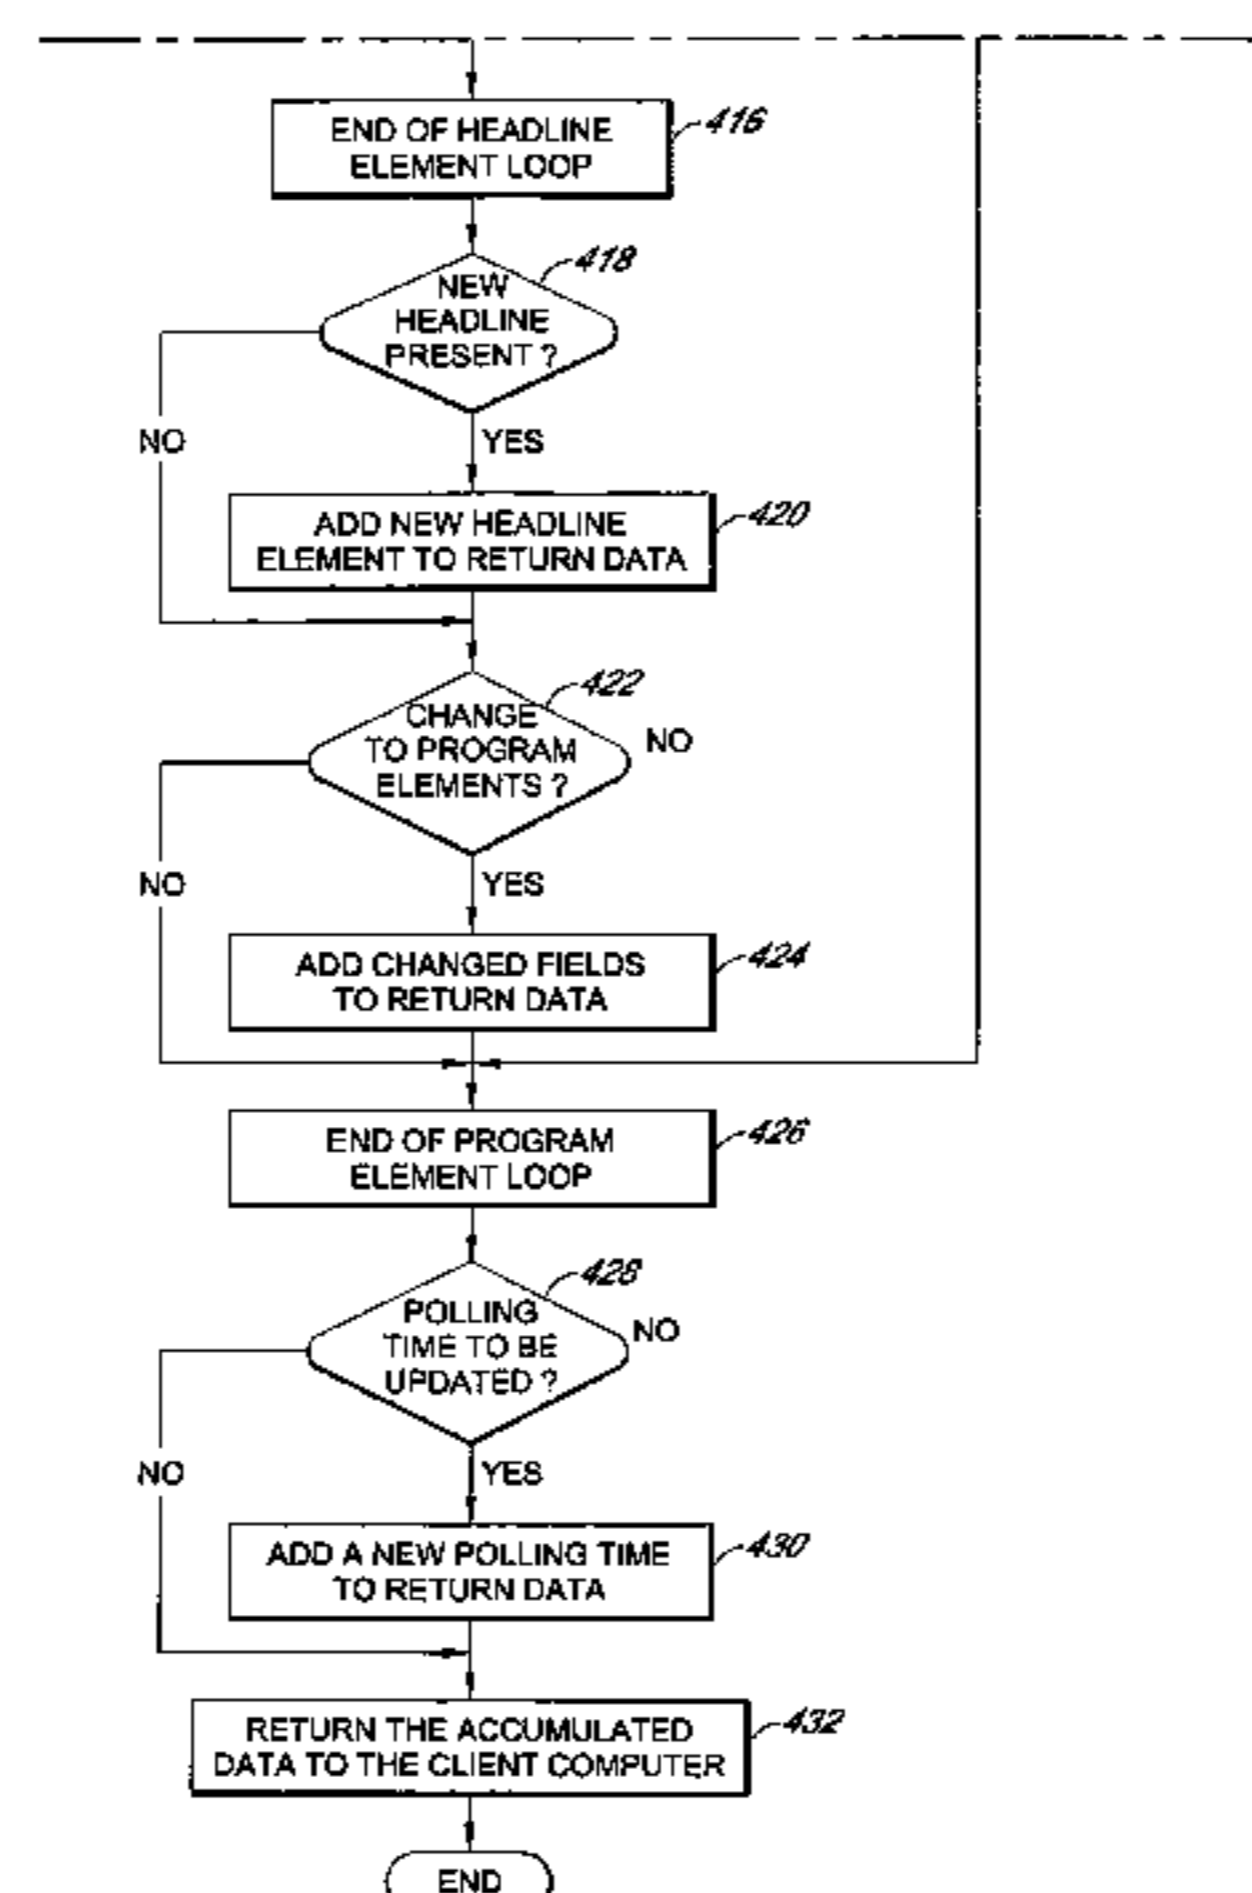 END OF HEADLINE
ELEMENT LOOP
416
418
NEW
HEADLINE
PRESENT ?
NO
YES
ADD NEW HEADLINE
ELEMENT TO RETURN DATA
420
422
CHANGE
TO PROGRAM
ELEMENTS ?
NO
NO
YES
ADD CHANGED FIELDS
TO RETURN DATA
424
END OF PROGRAM
ELEMENT LOOP
426
428
POLLING
TIME TO BE
UPDATED ?
NO
NO
YES
ADD A NEW POLLING TIME
TO RETURN DATA
430
RETURN THE ACCUMULATED
DATA TO THE CLIENT COMPUTER
432
END